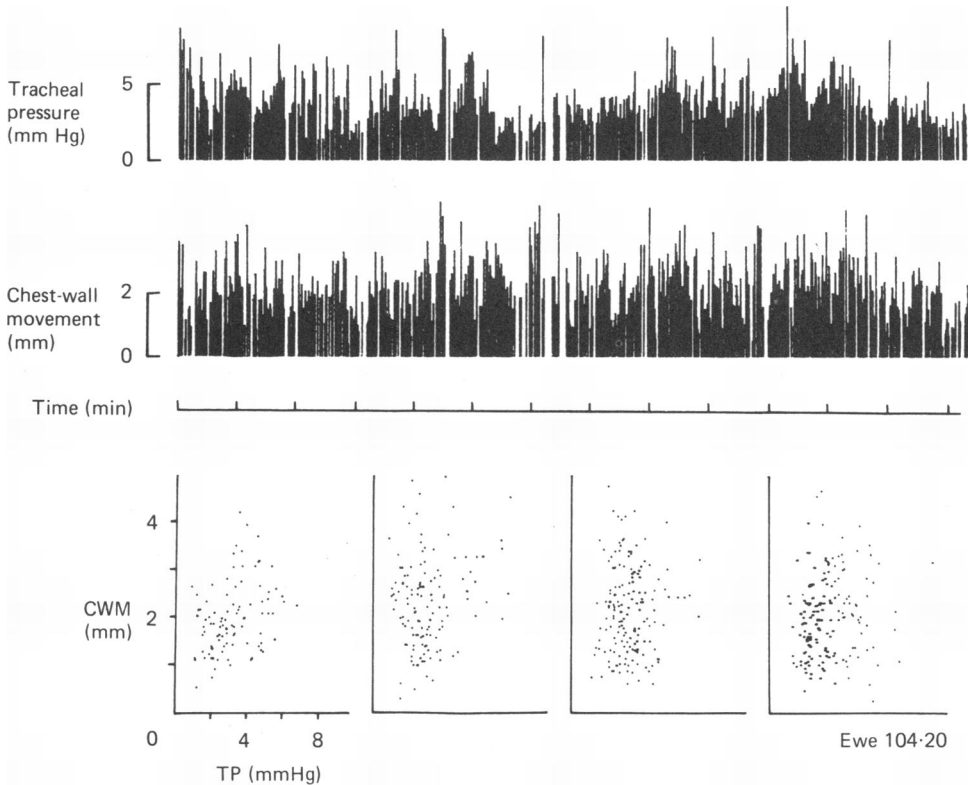 Tracheal
pressure
(mm Hg)
5
0
Chest-wall
movement
(mm)
2
0
Time (min)
4
CWM
(mm)
2
0
4
8
TP (mmHg)
Ewe 104·20